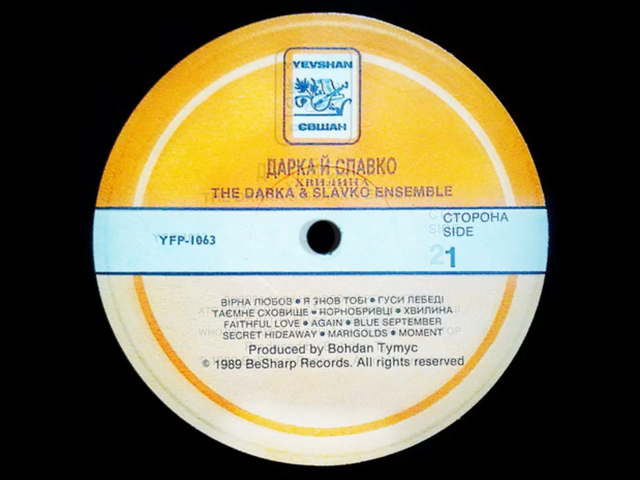 YEVSHAN
ЄВШАН
ДАРКА Й СЛАВКО
ХВИЛИНА
THE DARKA & SLAVKO ENSEMBLE
СТОРОНА
SIDE
1
YFP-1063
ВІРНА ЛЮБОВ • Я ЗНОВ ТОБІ • ГУСИ ЛЕБЕДІ
ТАЄМНЕ СХОВИЩЕ • ЧОРНОБРИВЦІ • ХВИЛИНА
FAITHFUL LOVE • AGAIN • BLUE SEPTEMBER
SECRET HIDEAWAY • MARIGOLDS • MOMENT
Produced by Bohdan Tymyc
© 1989 BeSharp Records. All rights reserved